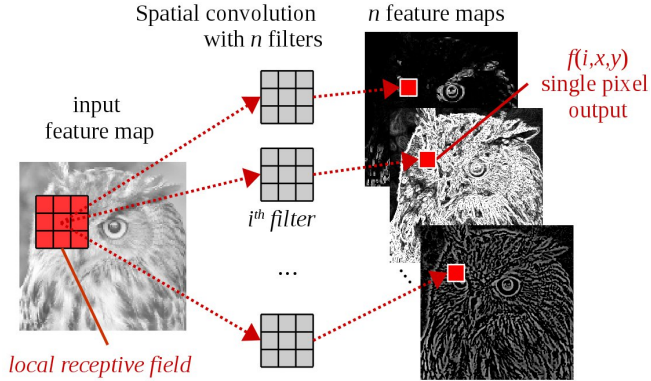 Spatial convolution
with n filters
n feature maps
f(i,x,y)
single pixel
output
input
feature map
iᵗʰ filter
...
local receptive field